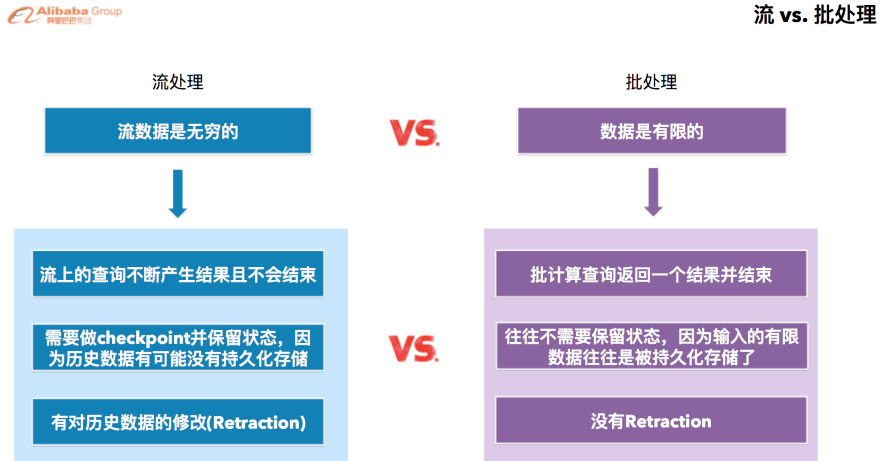 Alibaba Group
阿里巴巴集团
流 vs. 批处理
流处理
批处理
流数据是无穷的
VS.
数据是有限的
流上的查询不断产生结果且不会结束
批计算查询返回一个结果并结束
需要做checkpoint并保留状态，因
为历史数据有可能没有持久化存储
VS.
往往不需要保留状态，因为输入的有限
数据往往是被持久化存储了
有对历史数据的修改(Retraction)
没有Retraction